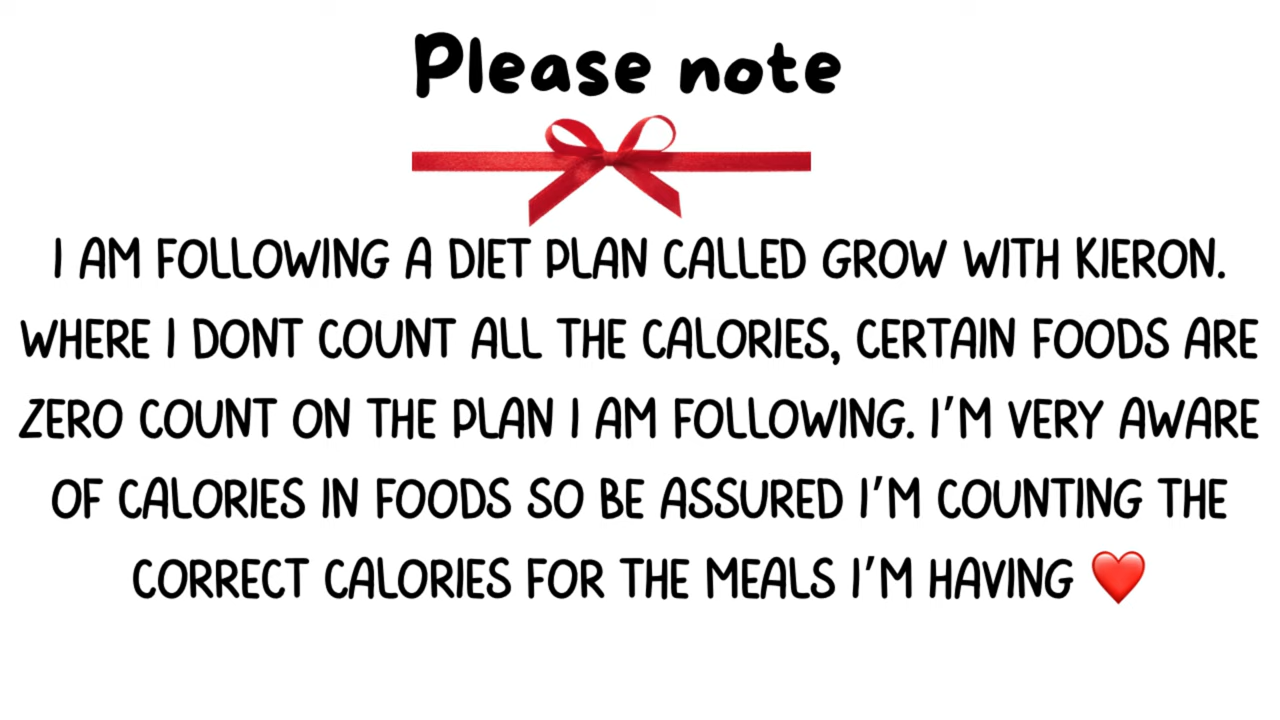 Please note
I AM FOLLOWING A DIET PLAN CALLED GROW WITH KIERON.
WHERE I DONT COUNT ALL THE CALORIES, CERTAIN FOODS ARE
ZERO COUNT ON THE PLAN I AM FOLLOWING. I'M VERY AWARE
OF CALORIES IN FOODS SO BE ASSURED I'M COUNTING THE
CORRECT CALORIES FOR THE MEALS I'M HAVING ❤️